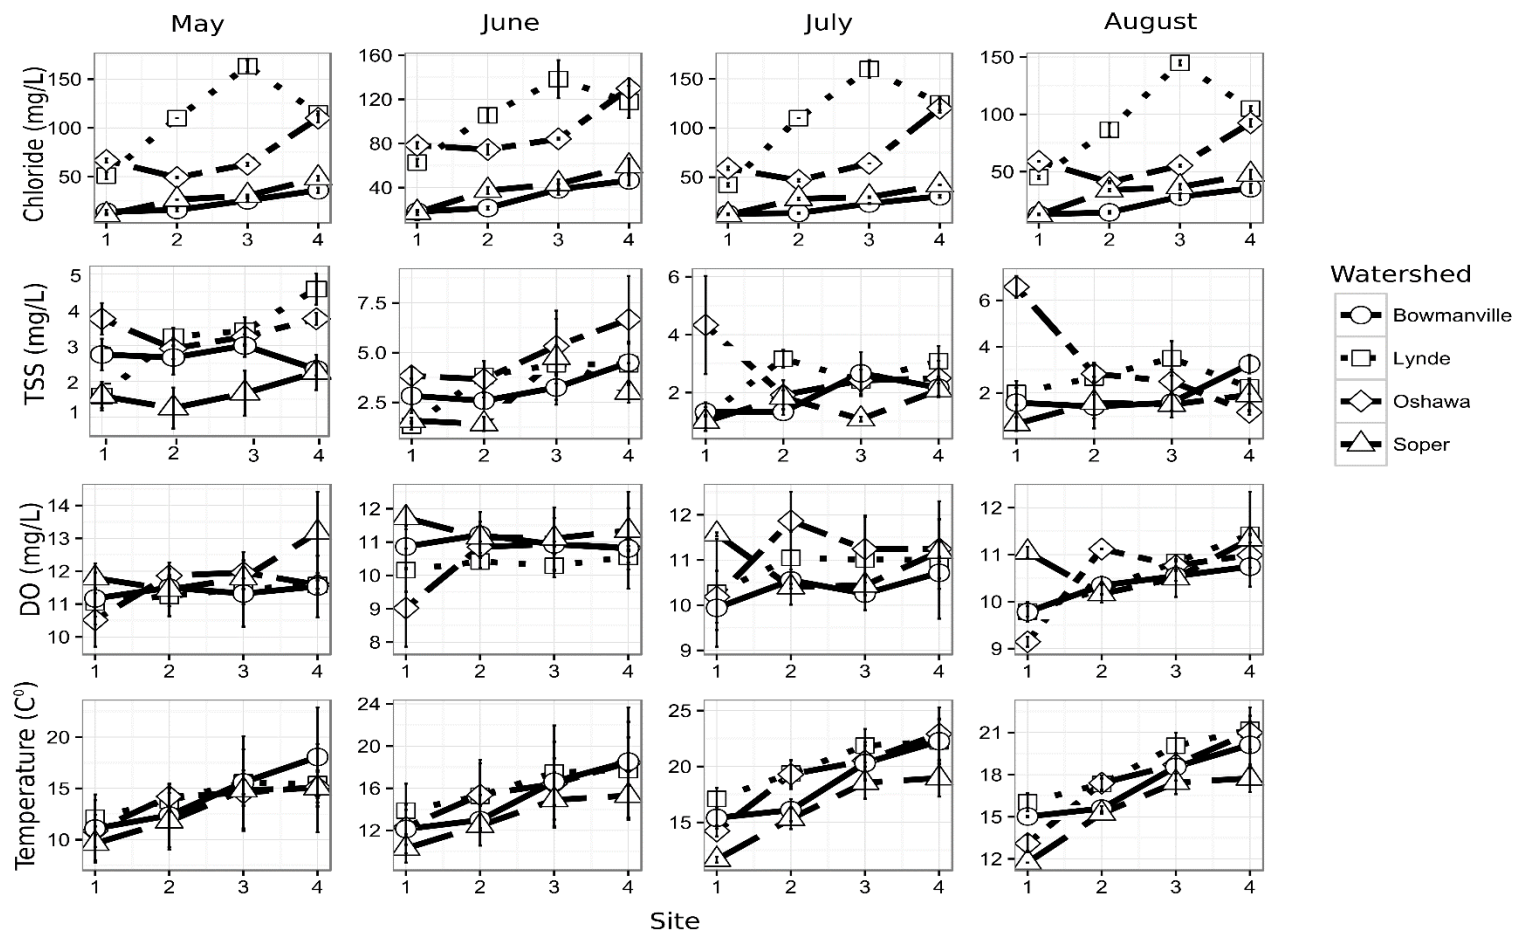 May June July August
Chloride (mg/L)
150
100
50
1 2 3 4
160
120
80
40
1 2 3 4
150
100
50
1 2 3 4
150
100
50
1 2 3 4
TSS (mg/L)
5
4
3
2
1
1 2 3 4
7.5
5.0
2.5
1 2 3 4
6
4
2
1 2 3 4
6
4
2
1 2 3 4
Watershed
Bowmanville
Lynde
Oshawa
Soper
DO (mg/L)
14
13
12
11
10
1 2 3 4
12
11
10
9
8
1 2 3 4
12
11
10
9
1 2 3 4
12
11
10
9
1 2 3 4
Temperature (C⁰)
20
15
10
1 2 3 4
24
20
16
12
1 2 3 4
25
20
15
1 2 3 4
21
18
15
12
1 2 3 4
Site